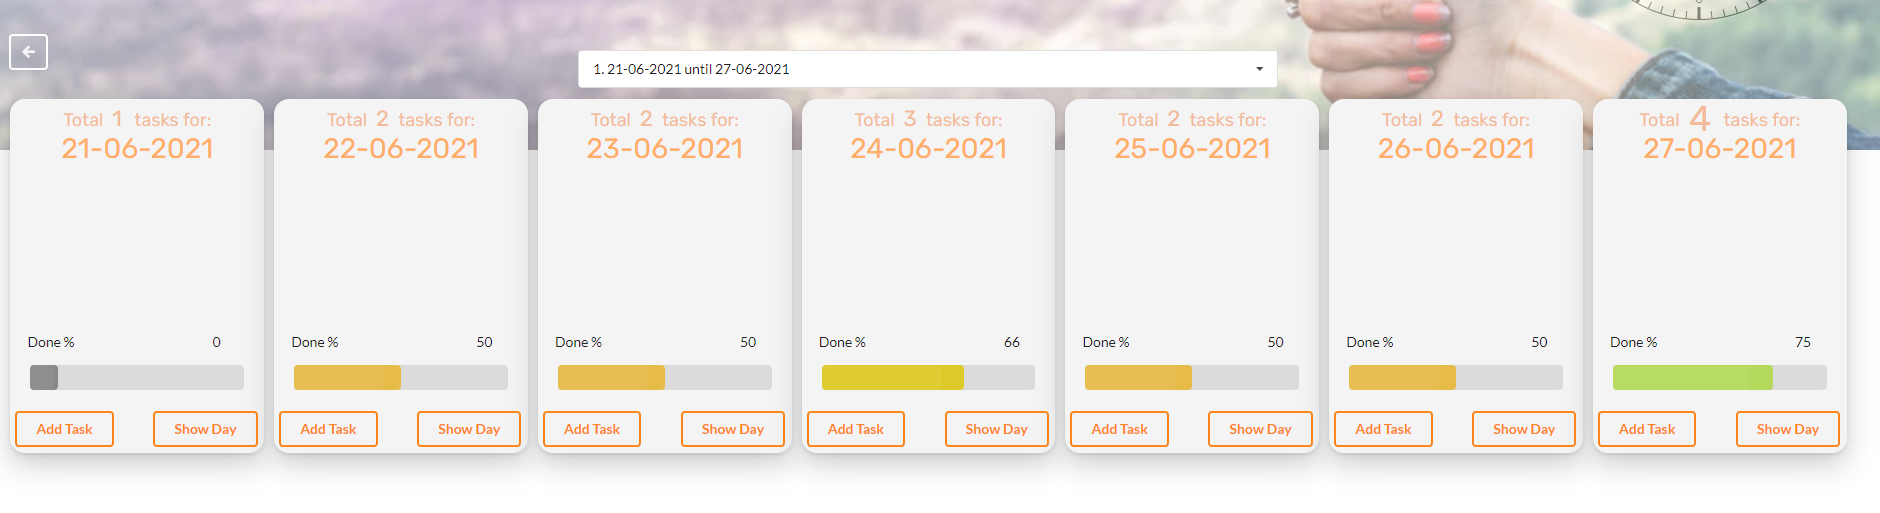 1. 21-06-2021 until 27-06-2021
Total 1 tasks for:
21-06-2021
Done % 0
Add Task Show Day
Total 2 tasks for:
22-06-2021
Done % 50
Add Task Show Day
Total 2 tasks for:
23-06-2021
Done % 50
Add Task Show Day
Total 3 tasks for:
24-06-2021
Done % 66
Add Task Show Day
Total 2 tasks for:
25-06-2021
Done % 50
Add Task Show Day
Total 2 tasks for:
26-06-2021
Done % 50
Add Task Show Day
Total 4 tasks for:
27-06-2021
Done % 75
Add Task Show Day